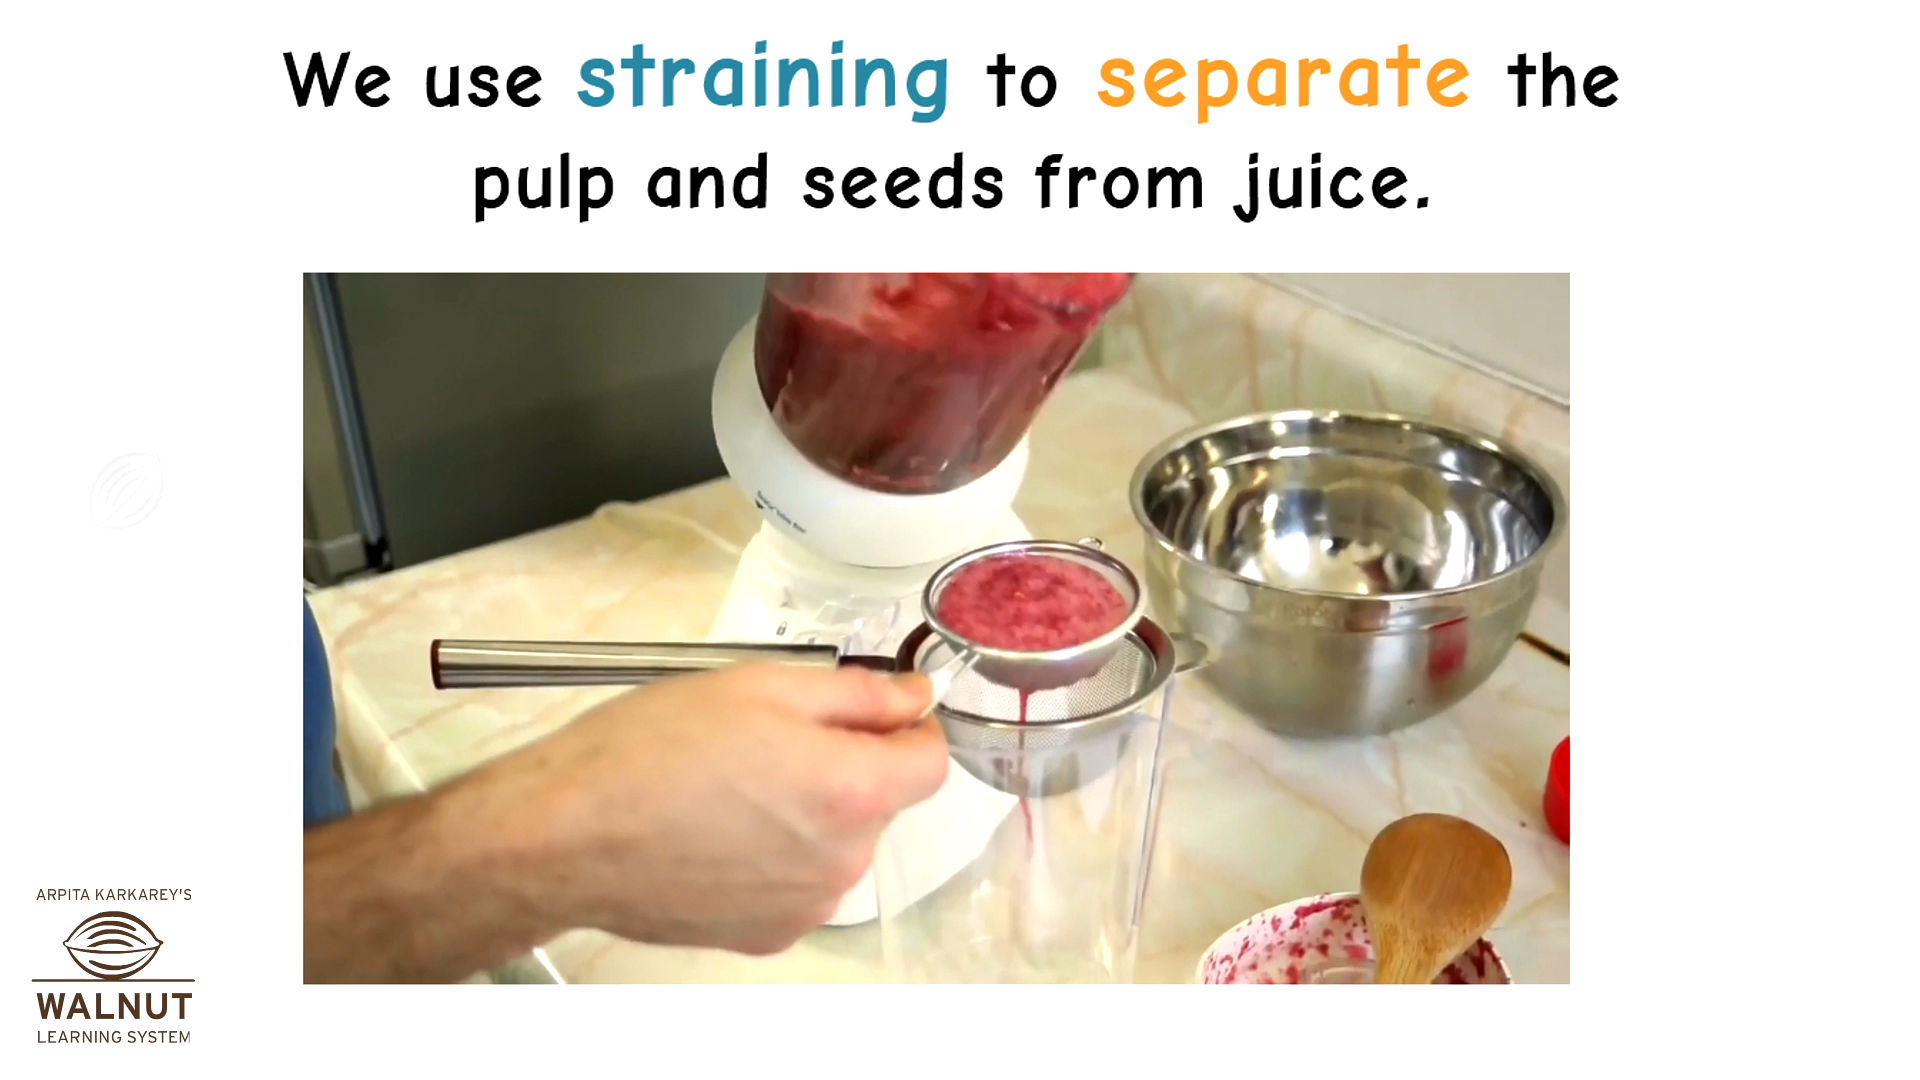 We use straining to separate the
pulp and seeds from juice.
ARPITA KARKAREY'S
WALNUT
LEARNING SYSTEM